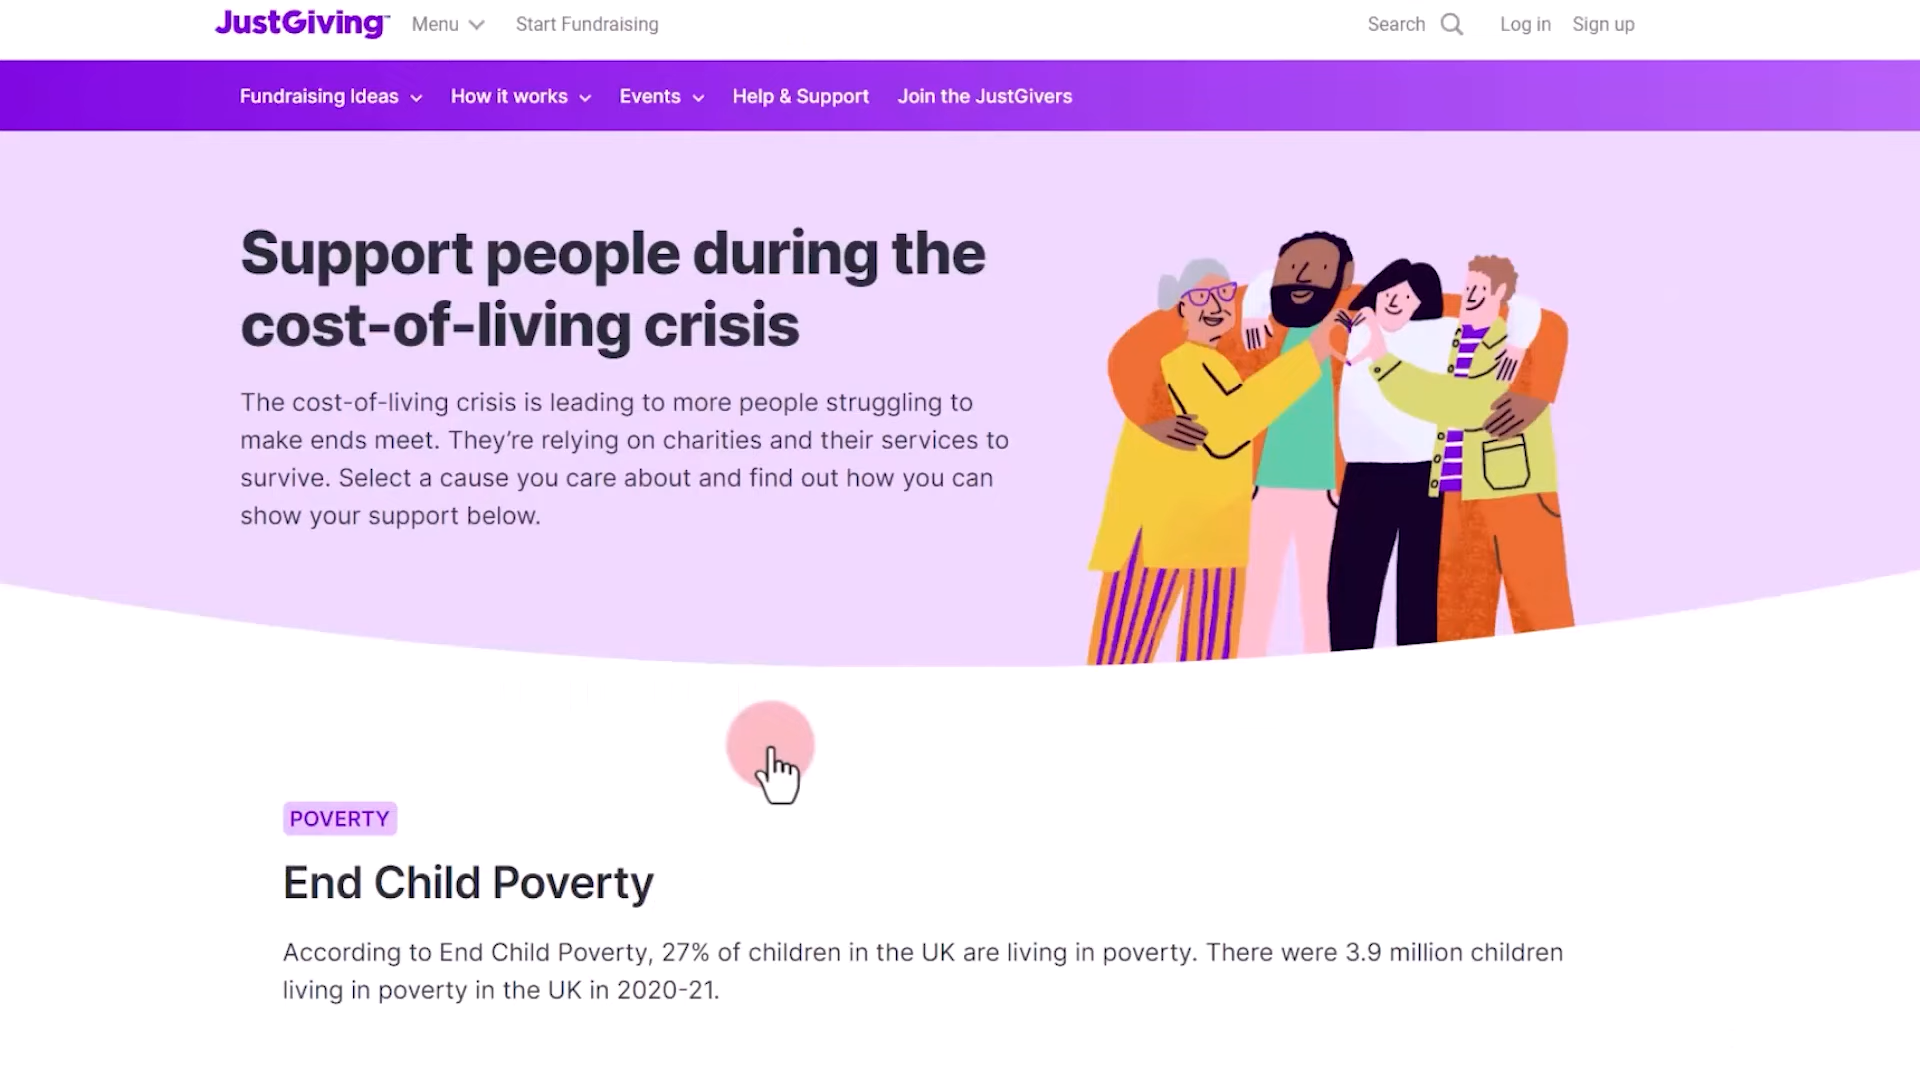 JustGiving™ Menu Start Fundraising Search Log in Sign up
Fundraising Ideas How it works Events Help & Support Join the JustGivers
Support people during the
cost-of-living crisis
The cost-of-living crisis is leading to more people struggling to
make ends meet. They’re relying on charities and their services to
survive. Select a cause you care about and find out how you can
show your support below.
POVERTY
End Child Poverty
According to End Child Poverty, 27% of children in the UK are living in poverty. There were 3.9 million children
living in poverty in the UK in 2020-21.